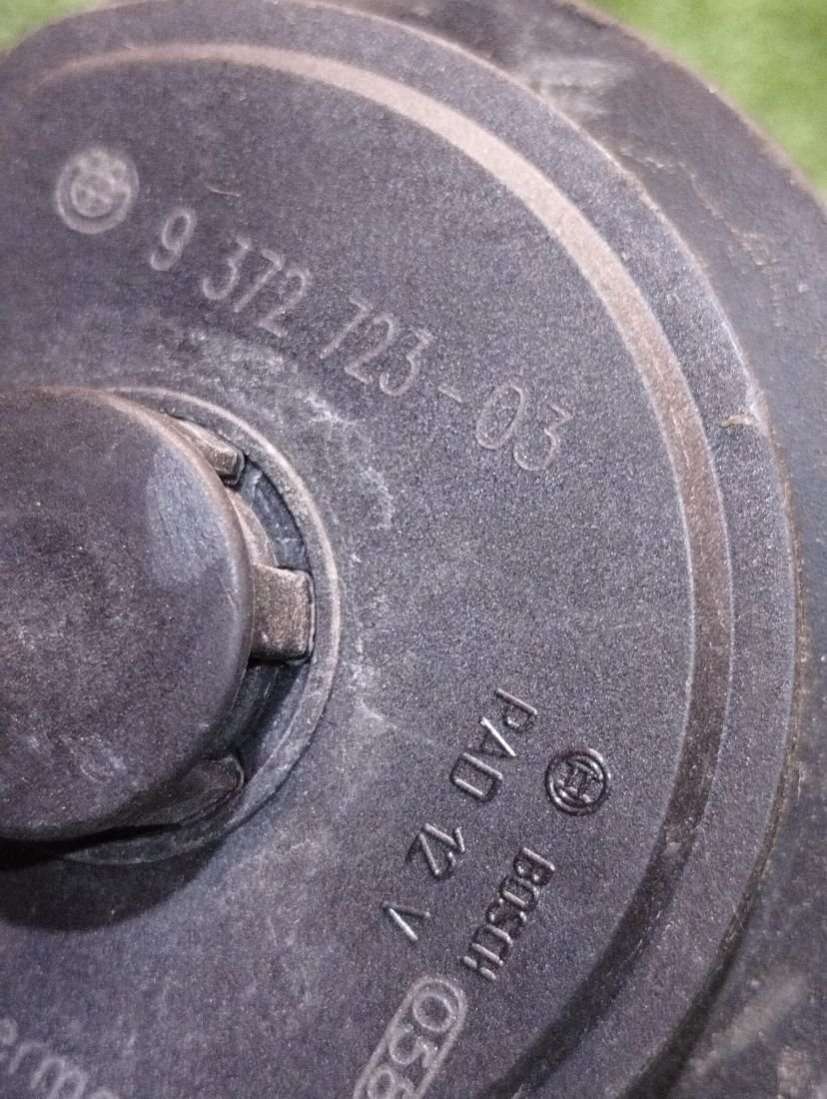 9 372 723-03
PAD 12 V
BOSCH